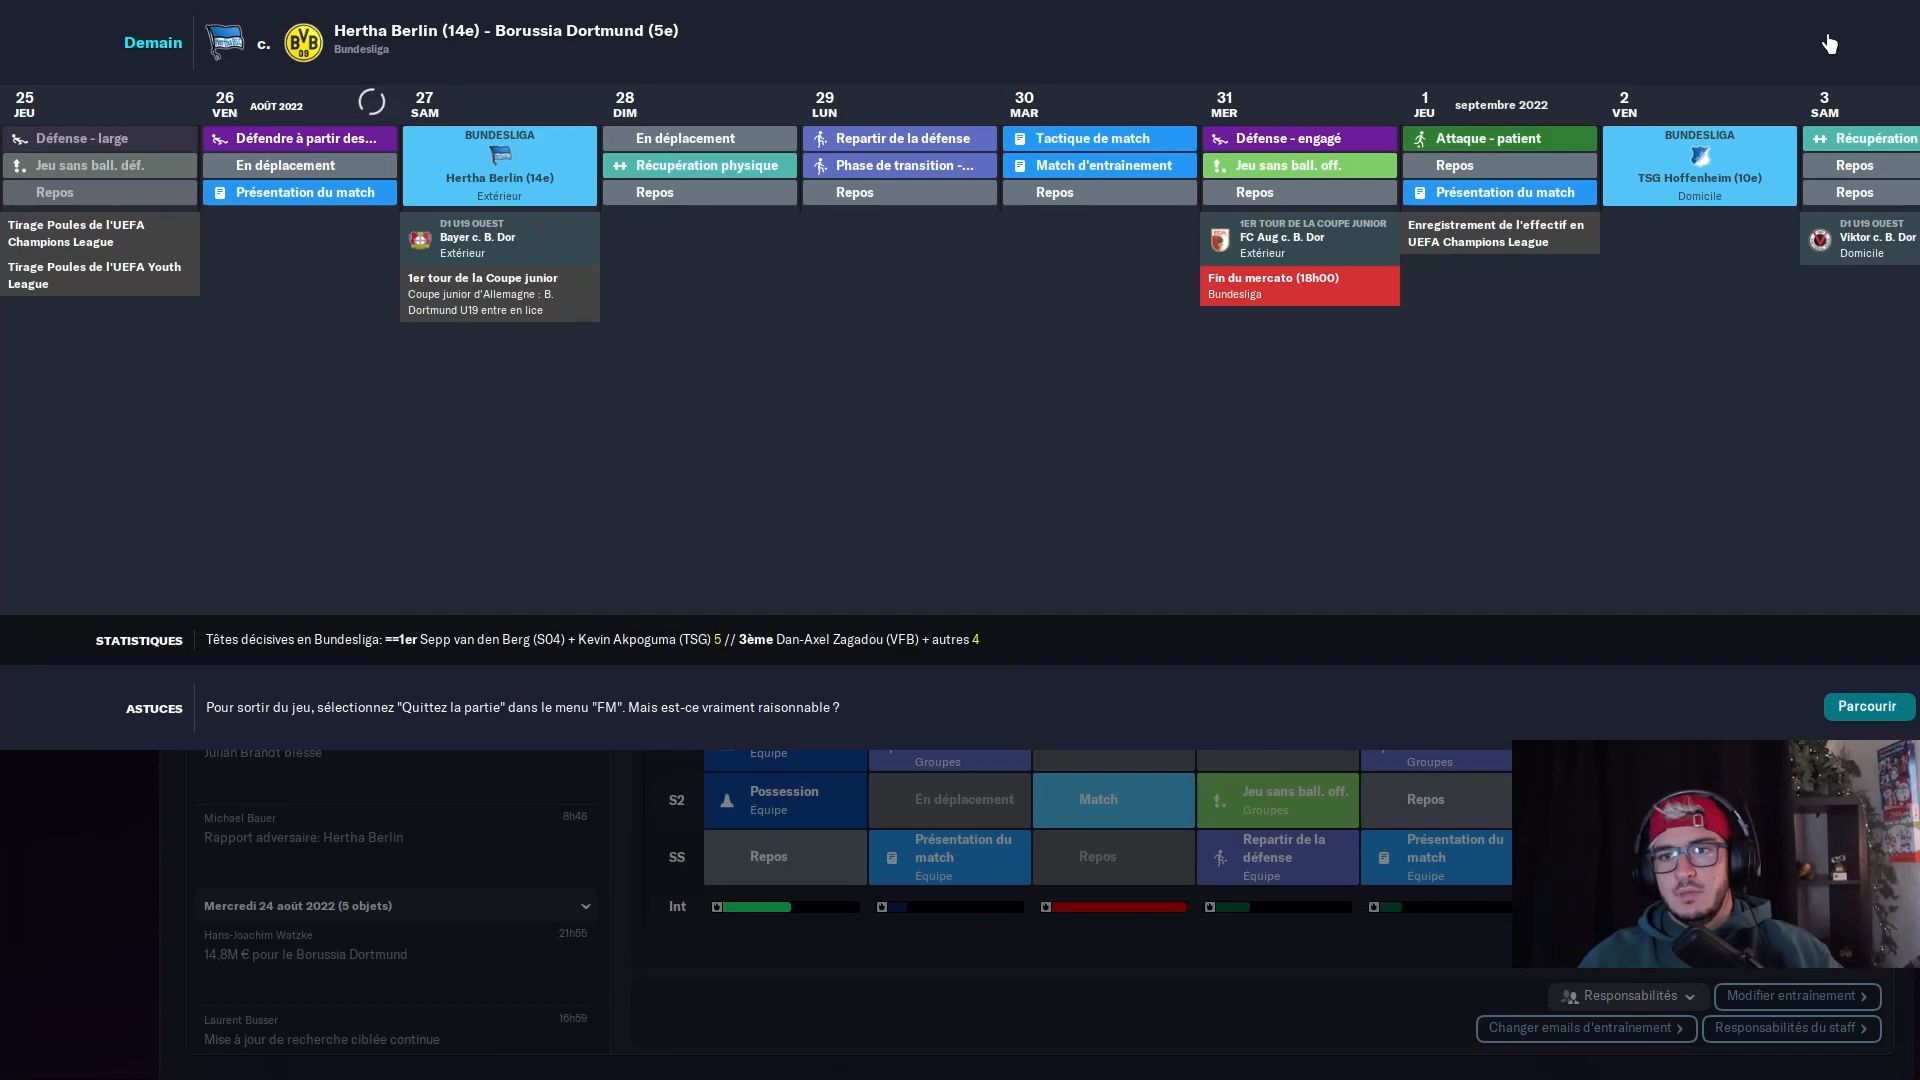 Demain
c.
BVB
09
Hertha Berlin (14e) - Borussia Dortmund (5e)
Bundesliga
25
JEU
26
VEN
AOÛT 2022
27
SAM
28
DIM
29
LUN
30
MAR
31
MER
1
JEU
septembre 2022
2
VEN
3
SAM
Défense - large
Jeu sans ball. déf.
Repos
Tirage Poules de l'UEFA
Champions League
Tirage Poules de l'UEFA Youth
League
Défendre à partir des...
En déplacement
Présentation du match
BUNDESLIGA
Hertha Berlin (14e)
Extérieur
D1 U19 OUEST
Bayer c. B. Dor
Extérieur
1er tour de la Coupe junior
Coupe junior d'Allemagne : B.
Dortmund U19 entre en lice
En déplacement
Récupération physique
Repos
Repartir de la défense
Phase de transition -...
Repos
Tactique de match
Match d'entraînement
Repos
Défense - engagé
Jeu sans ball. off.
Repos
1ER TOUR DE LA COUPE JUNIOR
FC Aug c. B. Dor
Extérieur
Fin du mercato (18h00)
Bundesliga
Attaque - patient
Repos
Présentation du match
Enregistrement de l'effectif en
UEFA Champions League
BUNDESLIGA
TSG Hoffenheim (10e)
Domicile
Récupération
Repos
Repos
D1 U19 OUEST
Viktor c. B. Dor
Domicile
STATISTIQUES
Têtes décisives en Bundesliga: ==1er Sepp van den Berg (S04) + Kevin Akpoguma (TSG) 5 // 3ème Dan-Axel Zagadou (VFB) + autres 4
ASTUCES
Pour sortir du jeu, sélectionnez "Quittez la partie" dans le menu "FM". Mais est-ce vraiment raisonnable ?
Parcourir
Julian Brandt blessé
Michael Bauer
8h48
Rapport adversaire: Hertha Berlin
Mercredi 24 août 2022 (5 objets)
Hans-Joachim Watzke
21h55
14,8M € pour le Borussia Dortmund
Laurent Busser
16h59
Mise à jour de recherche ciblée continue
Équipe
Groupes
Groupes
S2
Possession
Équipe
En déplacement
Match
Jeu sans ball. off.
Groupes
Repos
SS
Repos
Présentation du
match
Équipe
Repos
Repartir de la
défense
Équipe
Présentation du
match
Équipe
Int
Responsabilités
Modifier entraînement
Changer emails d'entraînement
Responsabilités du staff